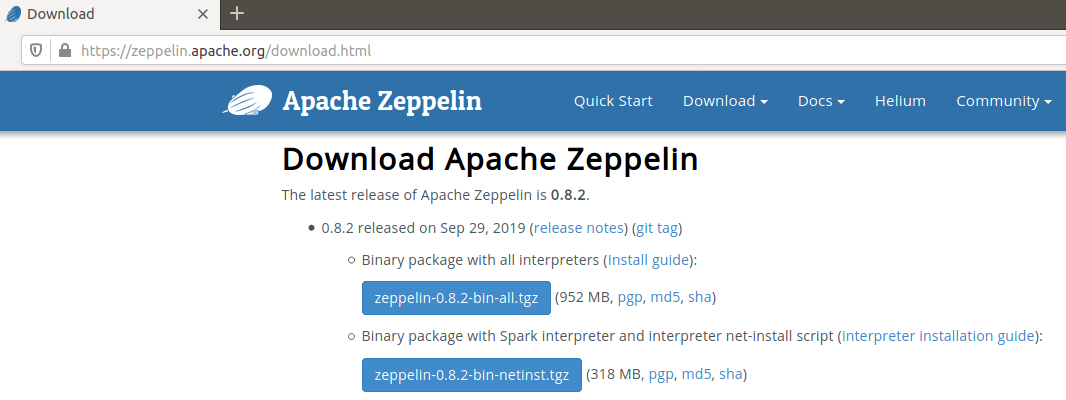 Download
https://zeppelin.apache.org/download.html
Apache Zeppelin Quick Start Download Docs Helium Community
Download Apache Zeppelin
The latest release of Apache Zeppelin is 0.8.2.
0.8.2 released on Sep 29, 2019 (release notes) (git tag)
Binary package with all interpreters (Install guide):
zeppelin-0.8.2-bin-all.tgz (952 MB, pgp, md5, sha)
Binary package with Spark interpreter and interpreter net-install script (interpreter installation guide):
zeppelin-0.8.2-bin-netinst.tgz (318 MB, pgp, md5, sha)